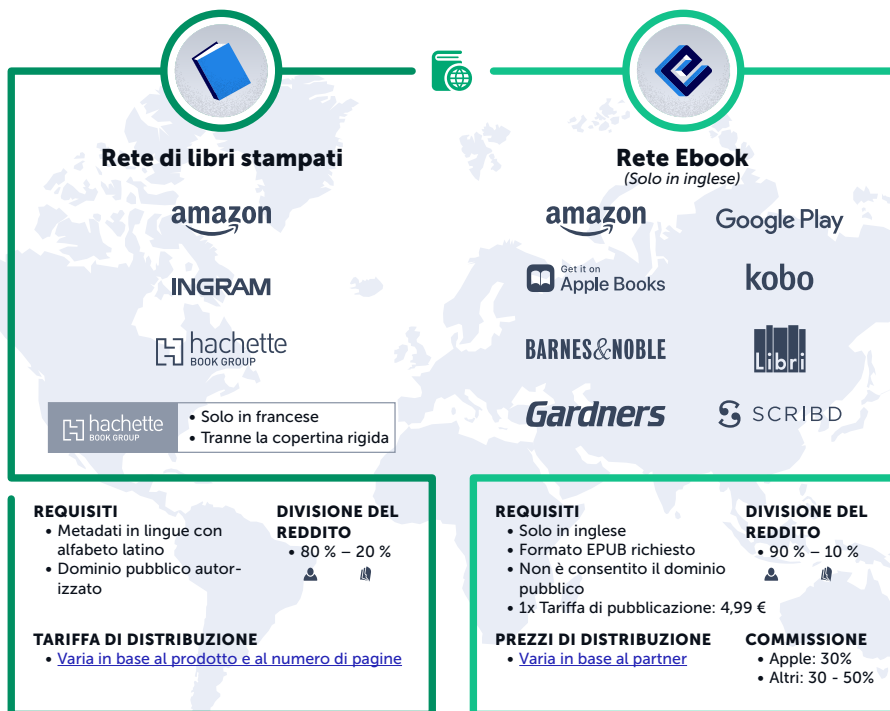 Rete di libri stampati
amazon
INGRAM
hachette
BOOK GROUP
hachette
BOOK GROUP
• Solo in francese
• Tranne la copertina rigida
REQUISITI
• Metadati in lingue con
alfabeto latino
• Dominio pubblico autor-
izzato
DIVISIONE DEL
REDDITO
• 80 % – 20 %
TARIFFA DI DISTRIBUZIONE
• Varia in base al prodotto e al numero di pagine
Rete Ebook
(Solo in inglese)
amazon
Google Play
Get it on
Apple Books
kobo
BARNES&NOBLE
Libri
Gardners
SCRIBD
REQUISITI
• Solo in inglese
• Formato EPUB richiesto
• Non è consentito il dominio
pubblico
• 1x Tariffa di pubblicazione: 4,99 €
DIVISIONE DEL
REDDITO
• 90 % – 10 %
PREZZI DI DISTRIBUZIONE
• Varia in base al partner
COMMISSIONE
• Apple: 30%
• Altri: 30 - 50%